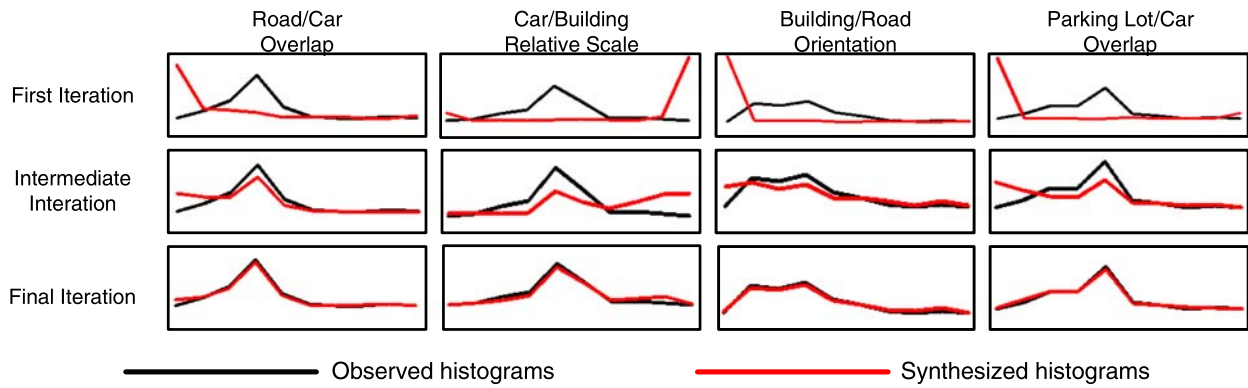 Road/Car
Overlap
Car/Building
Relative Scale
Building/Road
Orientation
Parking Lot/Car
Overlap
First Iteration
Intermediate
Interation
Final Iteration
Observed histograms
Synthesized histograms